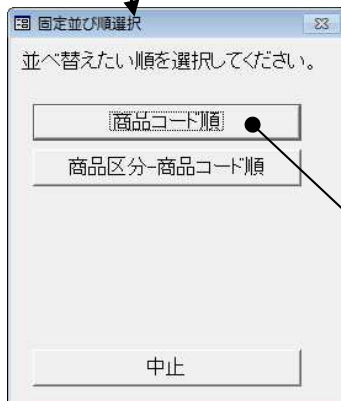 固定並び順選択
並べ替えたい順を選択してください。
商品コード順
商品区分-商品コード順
中止